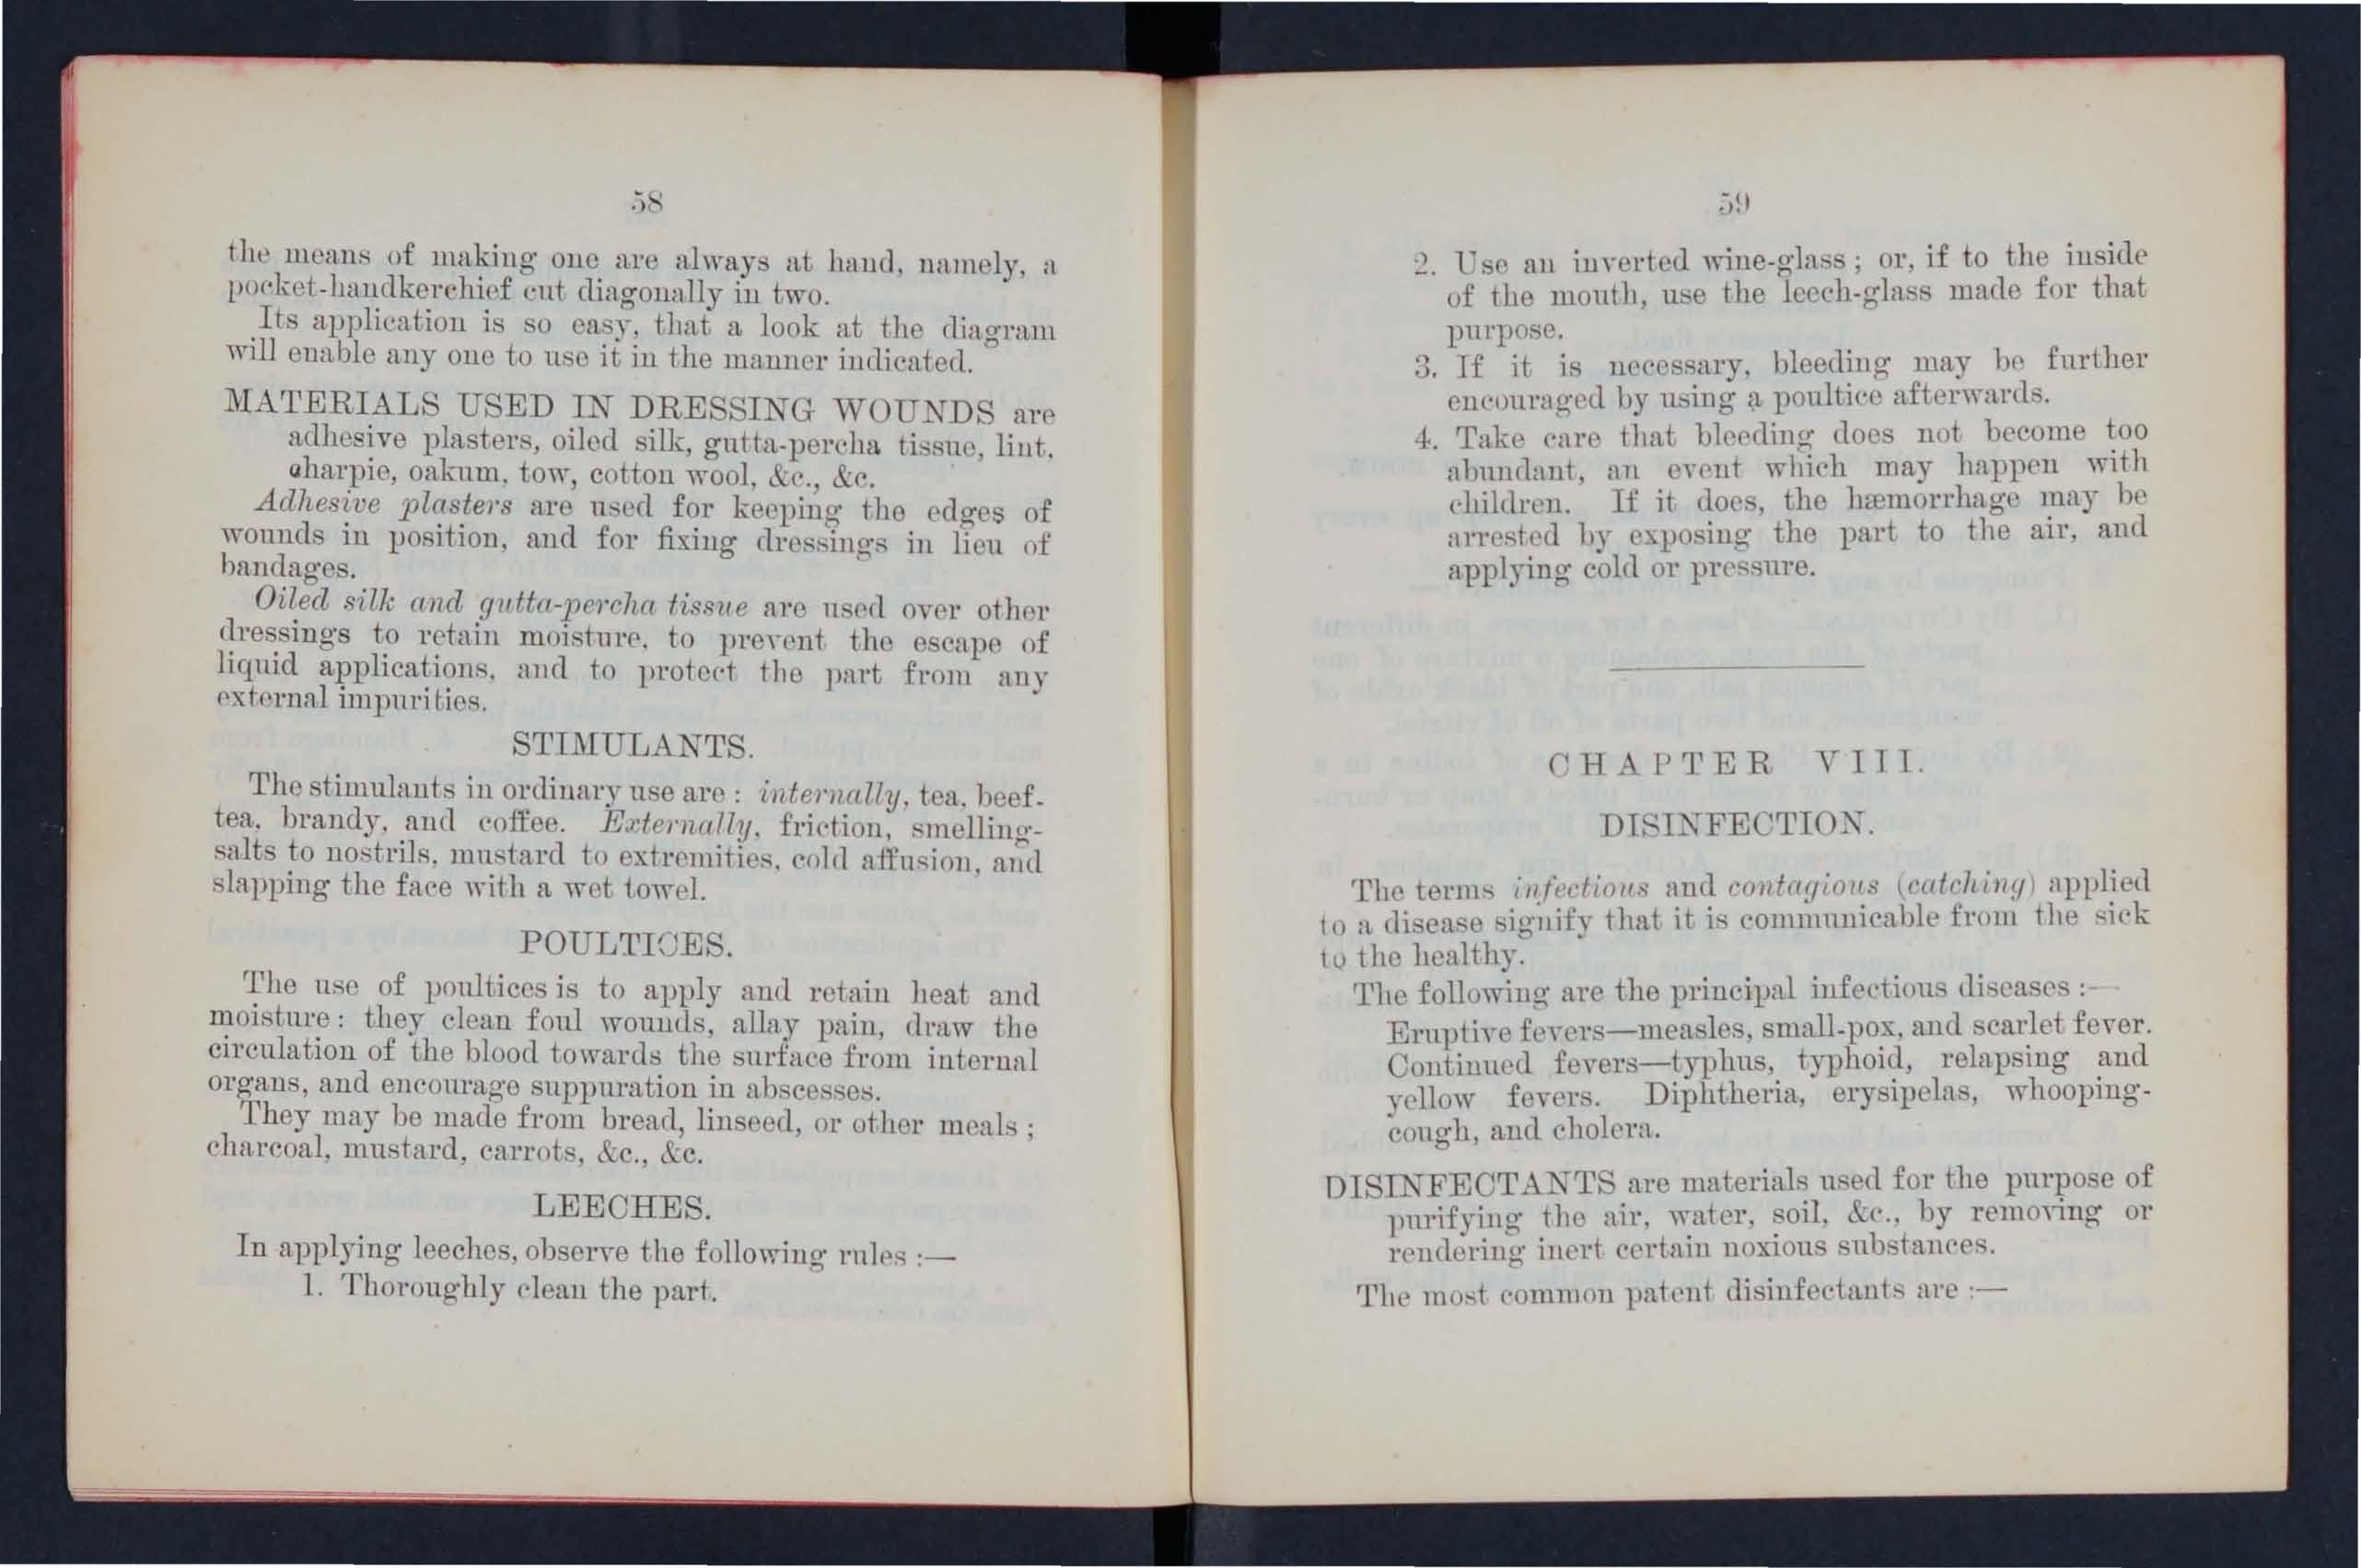 58
the means of making one are always at hand, namely, a
pocket-handkerchief cut diagonally in two.
Its application is so easy, that a look at the diagram
will enable any one to use it in the manner indicated.
MATERIALS USED IN DRESSING WOUNDS are
adhesive plasters, oiled silk, gutta-percha tissue, lint,
charpie, oakum, tow, cotton wool, &c., &c.
Adhesive plasters are used for keeping the edges of
wounds in position, and for fixing dressings in lieu of
bandages.
Oiled silk and gutta-percha tissue are used over other
dressings to retain moisture, to prevent the escape of
liquid applications, and to protect the part from any
external impurities.
STIMULANTS.
The stimulants in ordinary use are : internally, tea, beef-
tea, brandy, and coffee. Externally, friction, smelling-
salts to nostrils, mustard to extremities, cold affusion, and
slapping the face with a wet towel.
POULTICES.
The use of poultices is to apply and retain heat and
moisture : they clean foul wounds, allay pain, draw the
circulation of the blood towards the surface from internal
organs, and encourage suppuration in abscesses.
They may be made from bread, linseed, or other meals ;
charcoal, mustard, carrots, &c., &c.
LEECHES.
In applying leeches, observe the following rules :—
1. Thoroughly clean the part.
59
2. Use an inverted wine-glass ; or, if to the inside
of the mouth, use the leech-glass made for that
purpose.
3. If it is necessary, bleeding may be further
encouraged by using a poultice afterwards.
4. Take care that bleeding does not become too
abundant, an event which may happen with
children. If it does, the hæmorrhage may be
arrested by exposing the part to the air, and
applying cold or pressure.
CHAPTER VIII.
DISINFECTION.
The terms infectious and contagious (catching) applied
to a disease signify that it is communicable from the sick
to the healthy.
The following are the principal infectious diseases :—
Eruptive fevers—measles, small-pox, and scarlet fever.
Continued fevers—typhus, typhoid, relapsing and
yellow fevers. Diphtheria, erysipelas, whooping-
cough, and cholera.
DISINFECTANTS are materials used for the purpose of
purifying the air, water, soil, &c., by removing or
rendering inert certain noxious substances.
The most common patent disinfectants are :—